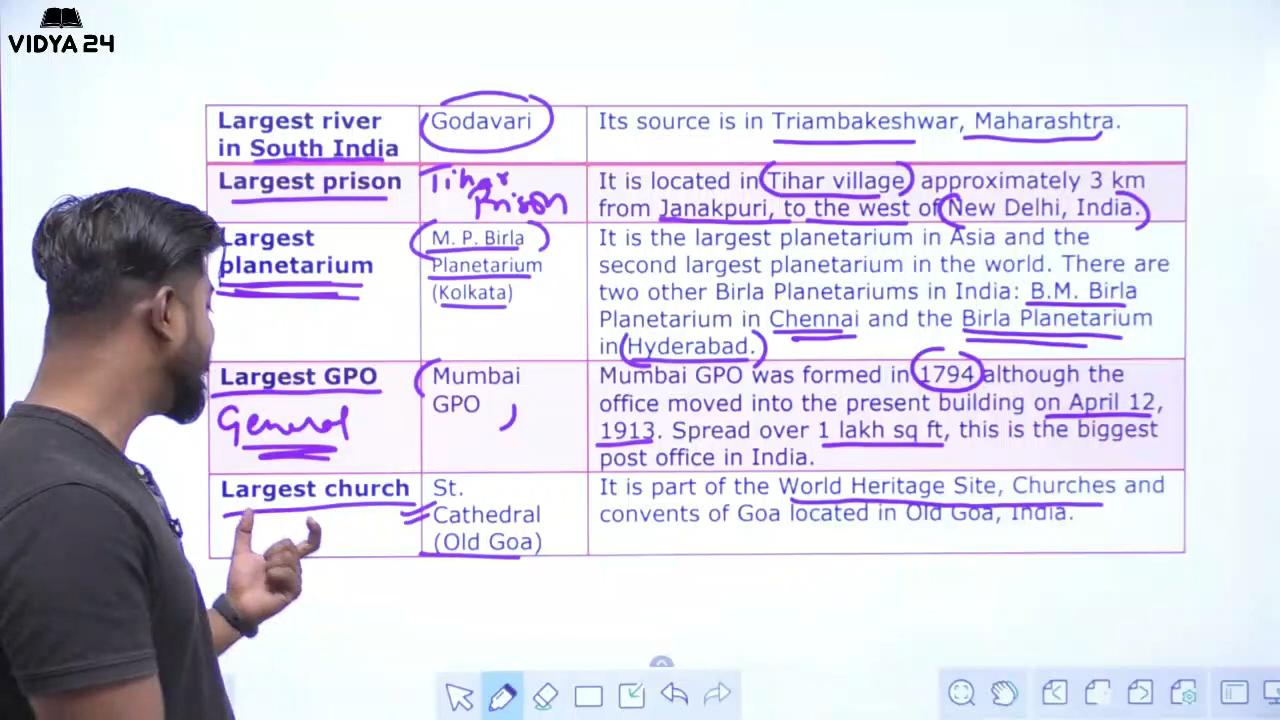 VIDYA 24
Largest river
in South India
Godavari
Its source is in Triambakeshwar, Maharashtra.
Largest prison
Tihar
Prison
It is located in Tihar village, approximately 3 km
from Janakpuri, to the west of New Delhi, India.
Largest
planetarium
M. P. Birla
Planetarium
(Kolkata)
It is the largest planetarium in Asia and the
second largest planetarium in the world. There are
two other Birla Planetariums in India: B.M. Birla
Planetarium in Chennai and the Birla Planetarium
in Hyderabad.
Largest GPO
General
Mumbai
GPO
Mumbai GPO was formed in 1794 although the
office moved into the present building on April 12,
1913. Spread over 1 lakh sq ft, this is the biggest
post office in India.
Largest church
St.
Cathedral
(Old Goa)
It is part of the World Heritage Site, Churches and
convents of Goa located in Old Goa, India.